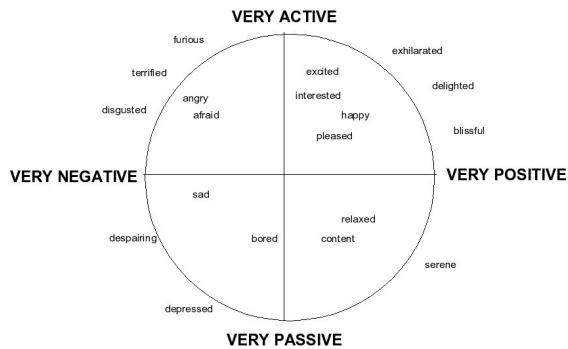 VERY ACTIVE
furious
exhilarated
terrified
excited
delighted
angry
interested
disgusted
afraid
happy
blissful
pleased
VERY NEGATIVE
VERY POSITIVE
sad
relaxed
despairing
bored
content
serene
depressed
VERY PASSIVE